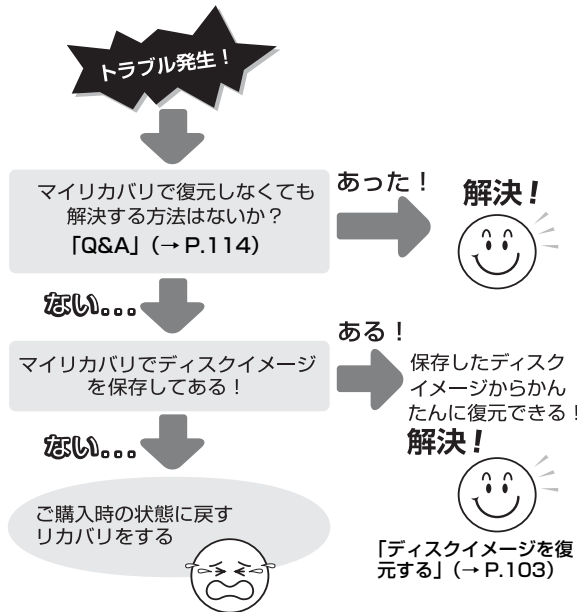 トラブル発生！
マイリカバリで復元しなくても
解決する方法はないか？
「Q&A」（→ P.114）
あった！
解決！
ない…
マイリカバリでディスクイメージ
を保存してある！
ある！
保存したディスク
イメージからかん
たんに復元できる！
解決！
「ディスクイメージを復
元する」（→ P.103）
ない…
ご購入時の状態に戻す
リカバリをする